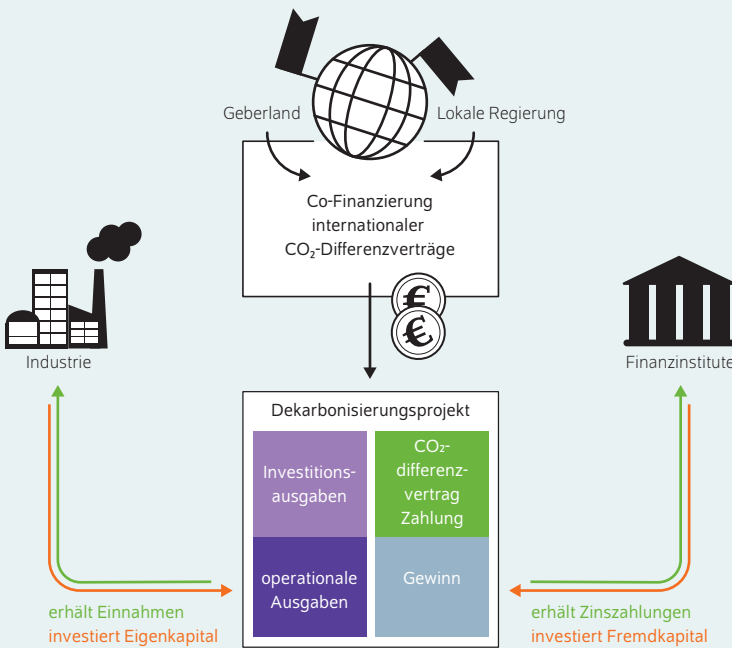 Geberland
Lokale Regierung
Co-Finanzierung
internationaler
CO₂-Differenzverträge
€
€
Industrie
Finanzinstitute
Dekarbonisierungsprojekt
Investitions-
ausgaben
CO₂-
differenz-
vertrag
Zahlung
operationale
Ausgaben
Gewinn
erhält Einnahmen
investiert Eigenkapital
erhält Zinszahlungen
investiert Fremdkapital